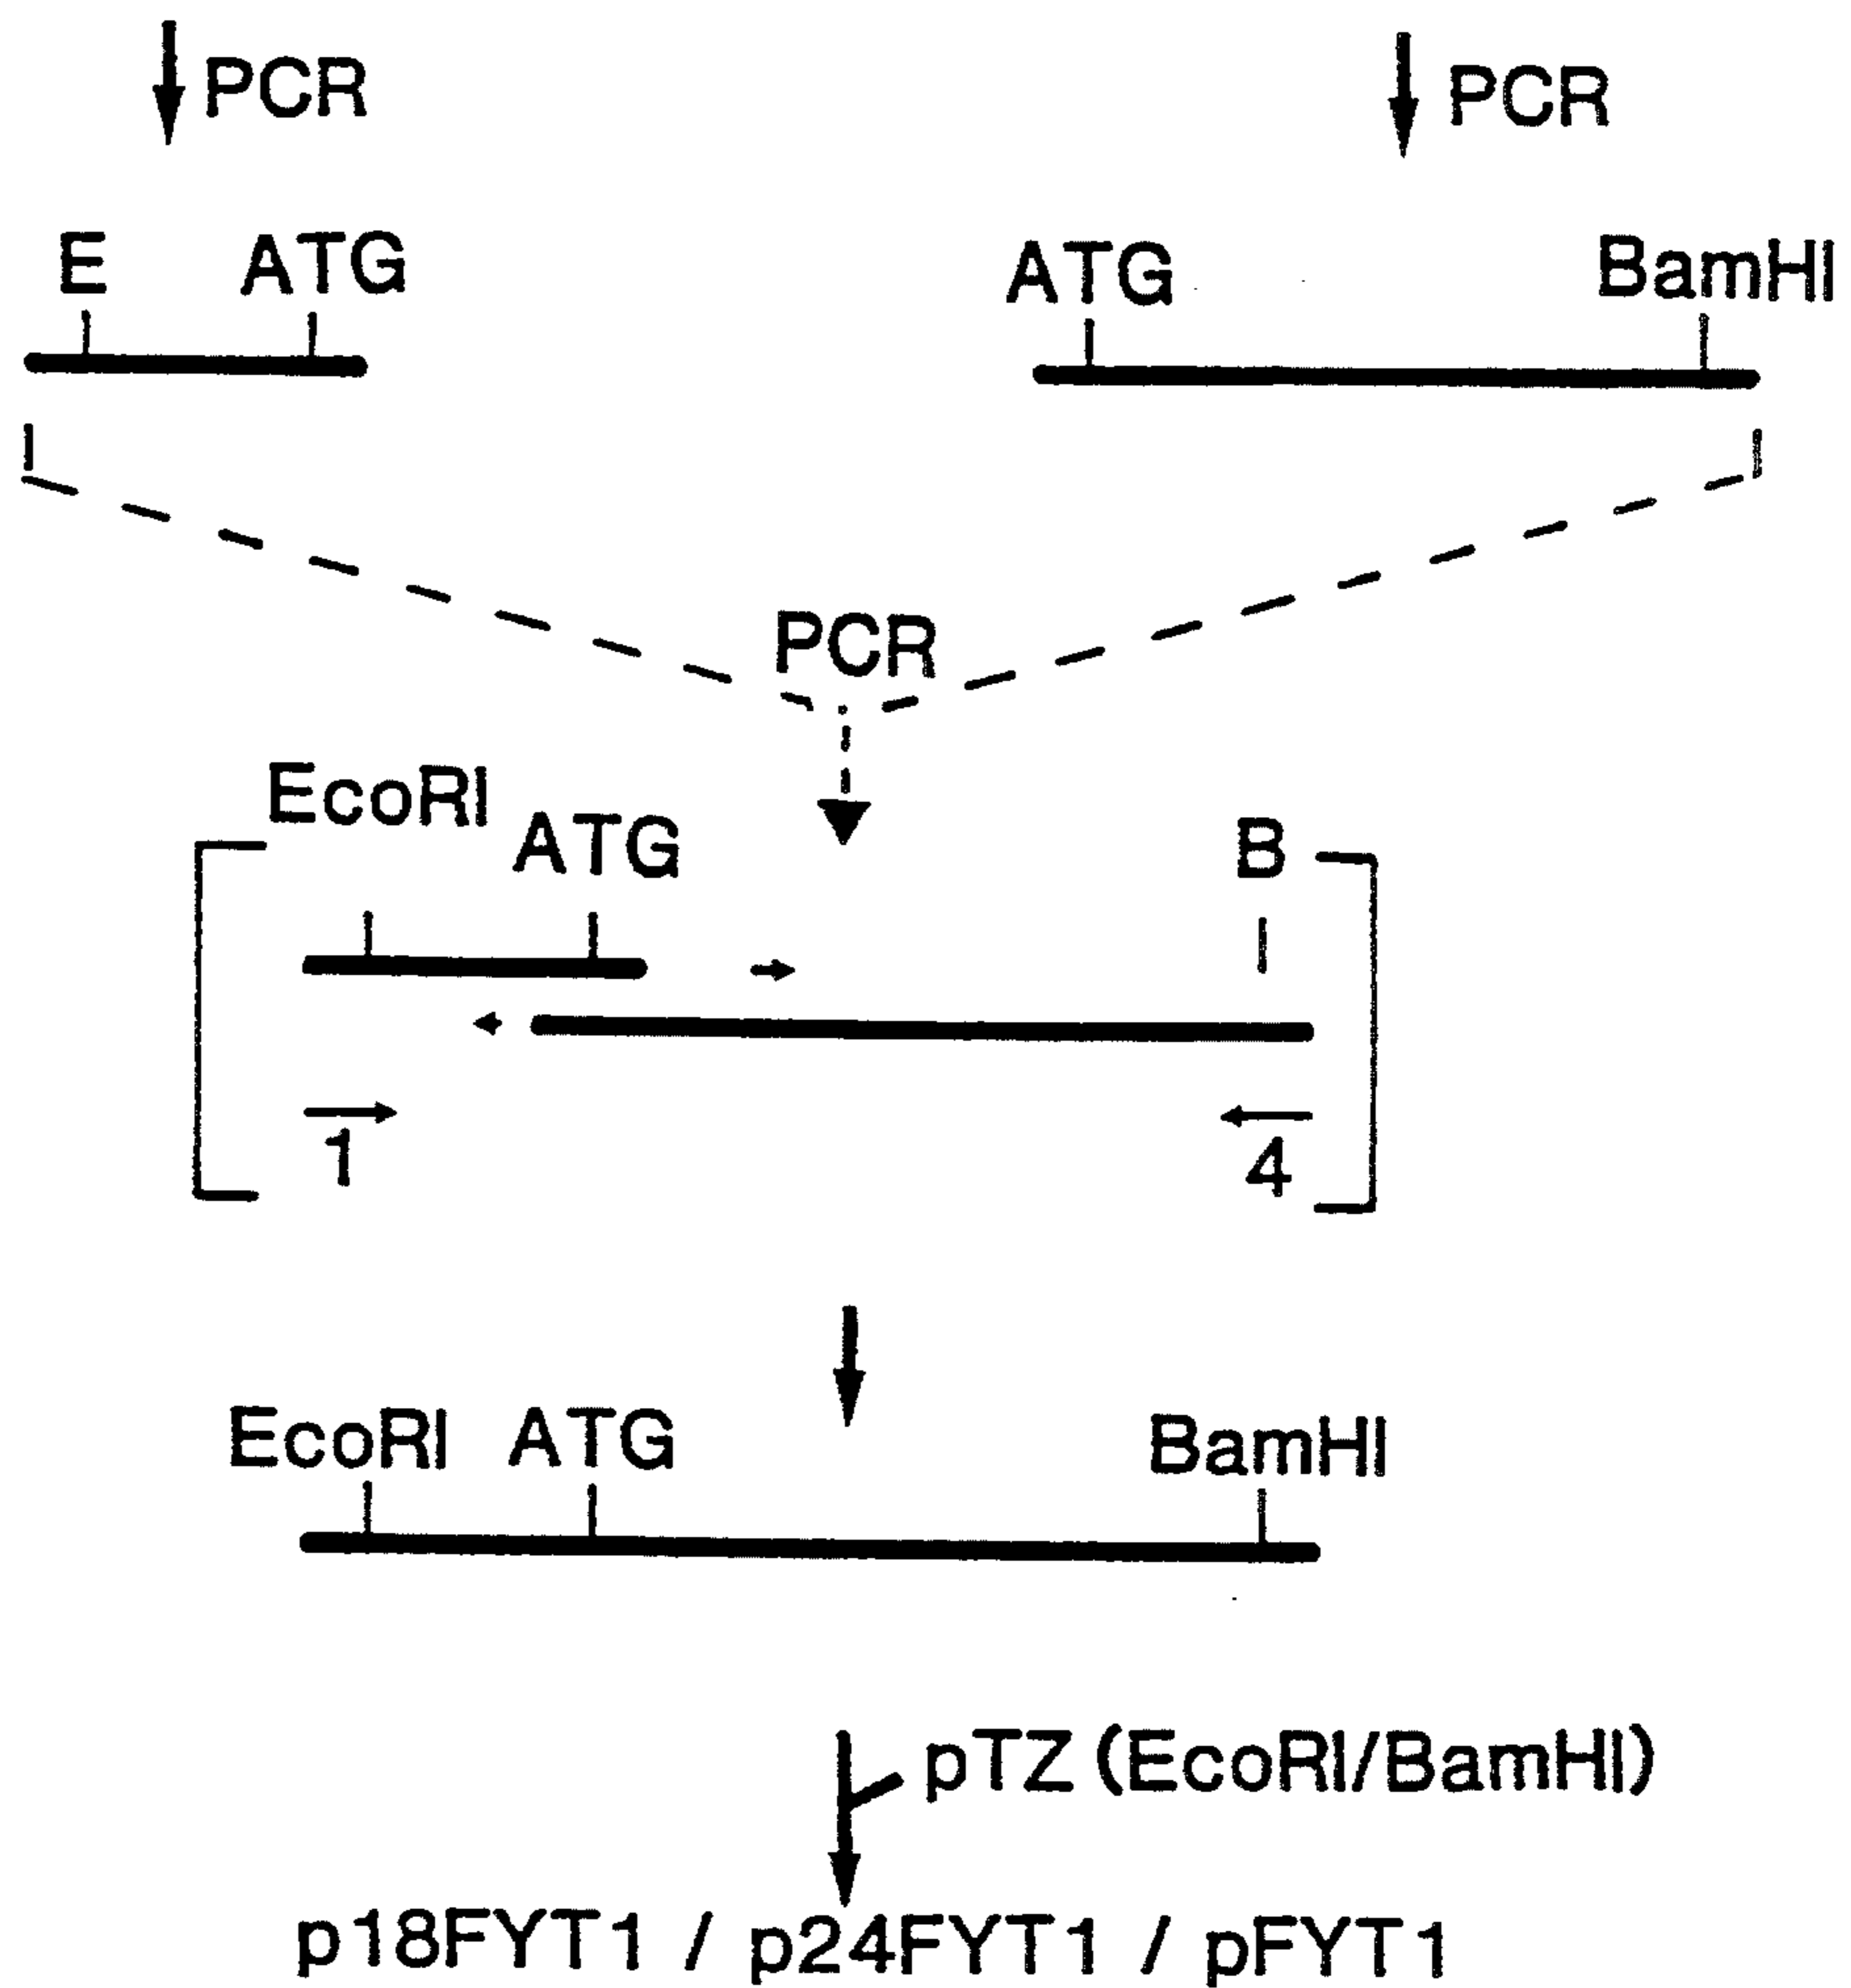 PCR PCR
E ATG ATG BamHI
PCR
EcoRI ATG B
1 4
EcoRI ATG BamHI
pTZ (EcoRI/BamHI)
p18FYT1 / p24FYT1 / pFYT1